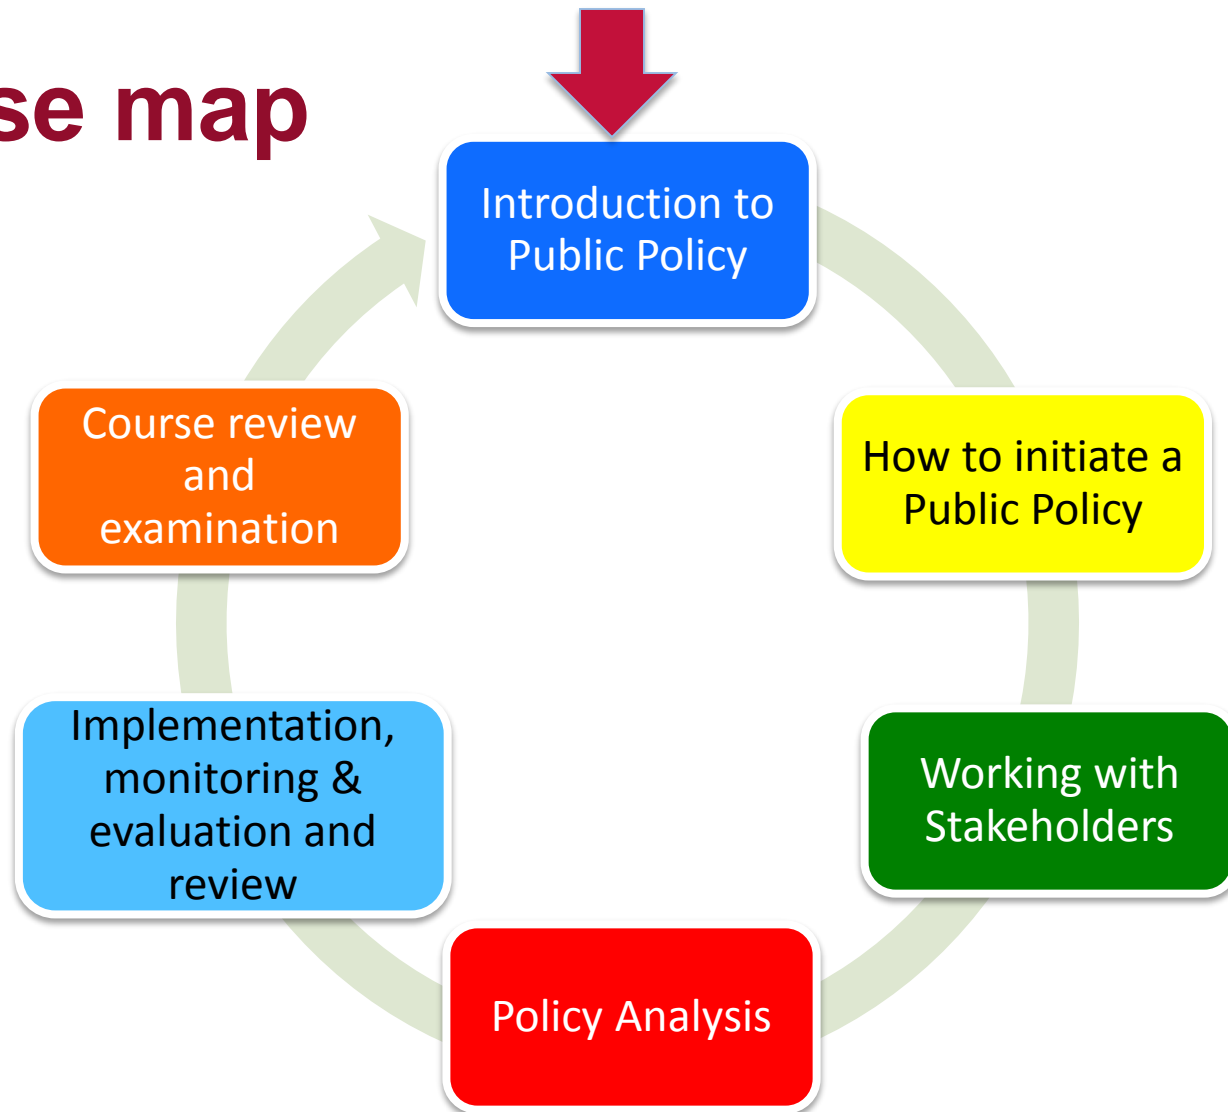 se map
Introduction to
Public Policy
How to initiate a
Public Policy
Working with
Stakeholders
Policy Analysis
Implementation,
monitoring &
evaluation and
review
Course review
and
examination